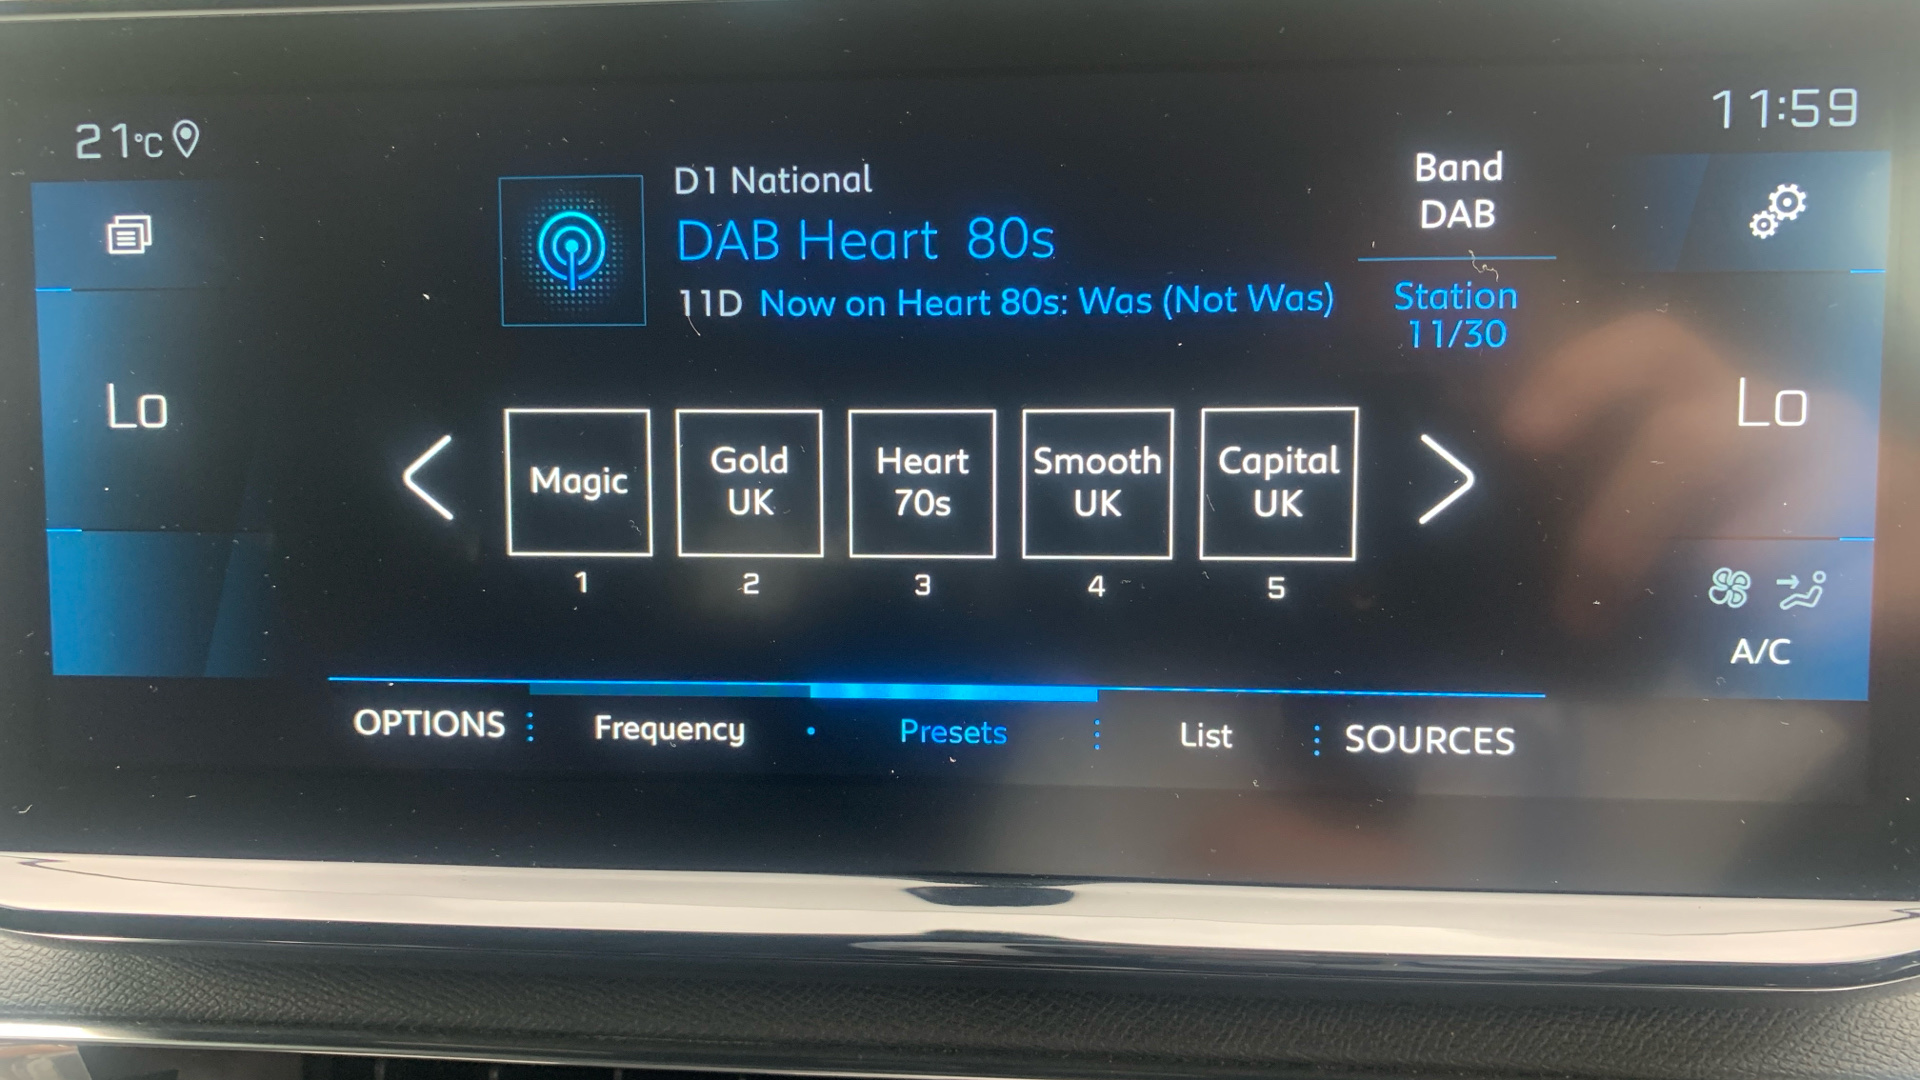 21°C
11:59
D1 National
DAB Heart 80s
11D Now on Heart 80s: Was (Not Was)
Band
DAB
Station
11/30
Lo
Lo
Magic
Gold
UK
Heart
70s
Smooth
UK
Capital
UK
1
2
3
4
5
A/C
OPTIONS
Frequency
Presets
List
SOURCES